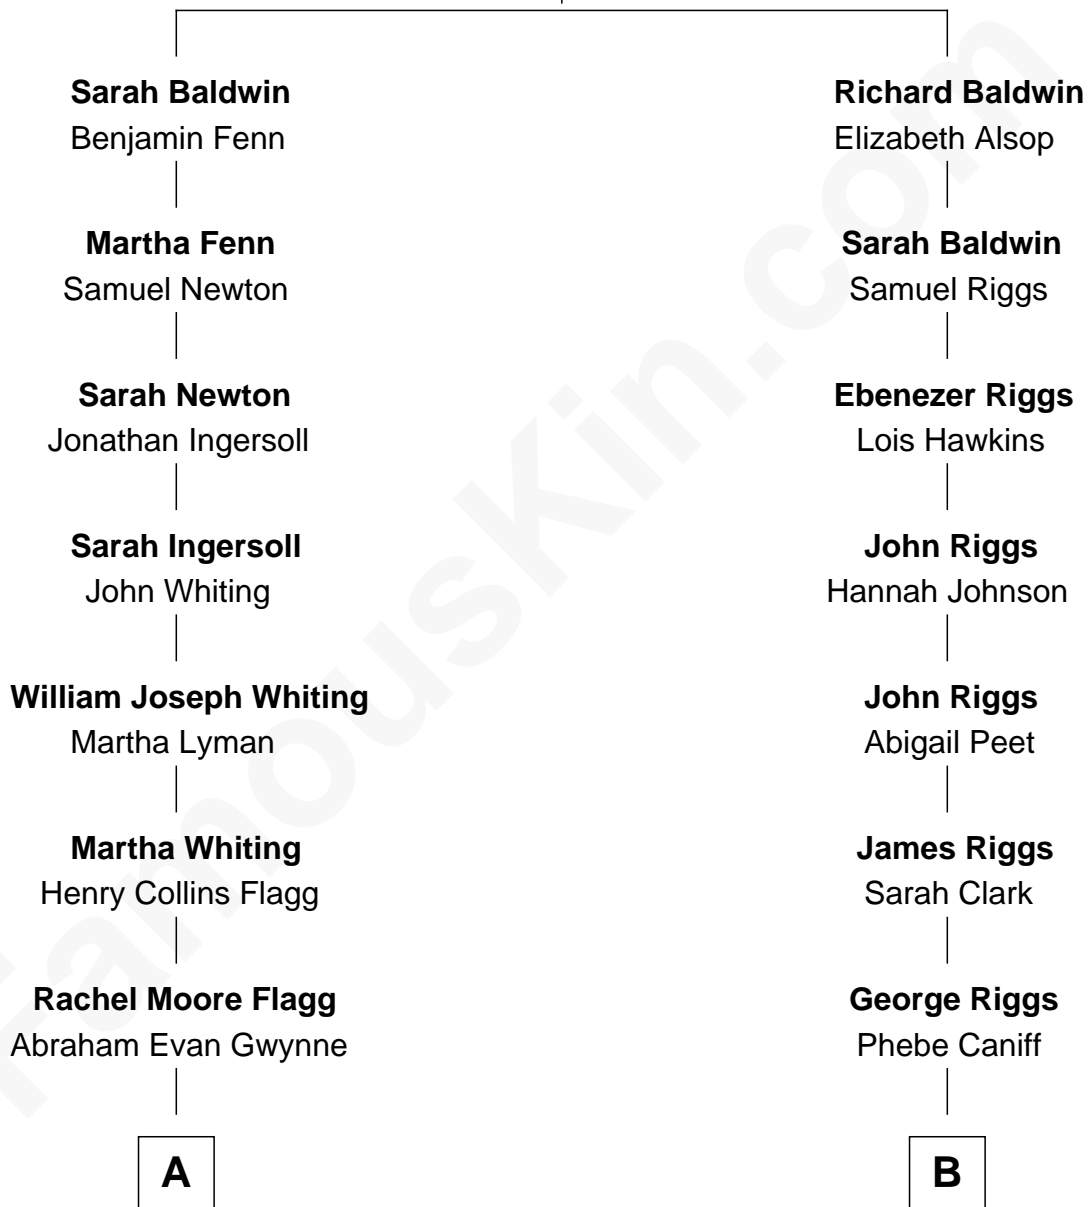 Sarah Baldwin
Benjamin Fenn
Richard Baldwin
Elizabeth Alsop
Martha Fenn
Samuel Newton
Sarah Baldwin
Samuel Riggs
Sarah Newton
Jonathan Ingersoll
Ebenezer Riggs
Lois Hawkins
Sarah Ingersoll
John Whiting
John Riggs
Hannah Johnson
William Joseph Whiting
Martha Lyman
John Riggs
Abigail Peet
Martha Whiting
Henry Collins Flagg
James Riggs
Sarah Clark
Rachel Moore Flagg
Abraham Evan Gwynne
George Riggs
Phebe Caniff
A
B
FamousKin.com